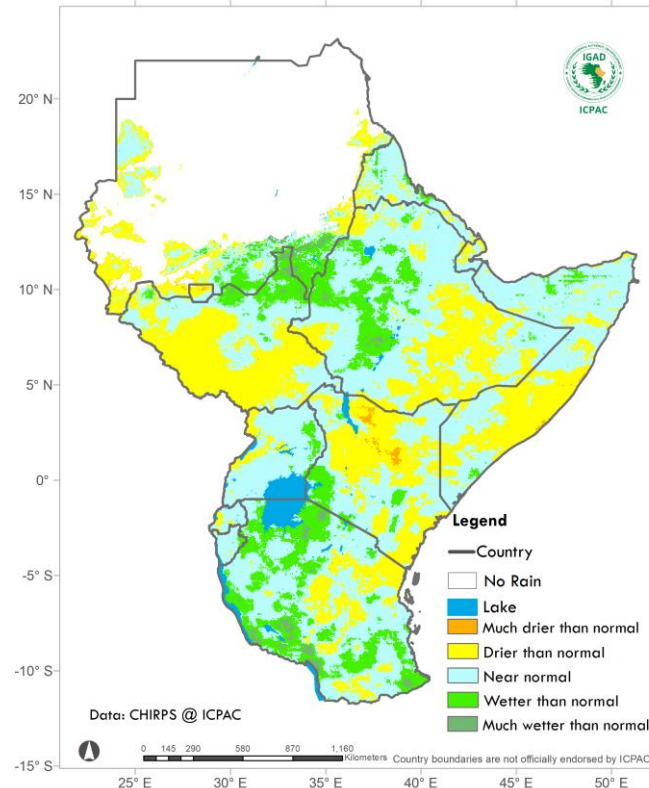 IGAD
ICPAC
20° N
15° N
10° N
5° N
0°
-5° S
-10° S
-15° S
Legend
Country
No Rain
Lake
Much drier than normal
Drier than normal
Near normal
Wetter than normal
Much wetter than normal
Data: CHIRPS @ ICPAC
0 145 290 580 870 1,160
Kilometers
Country boundaries are not officially endorsed by ICPAC
25° E 30° E 35° E 40° E 45° E 50° E